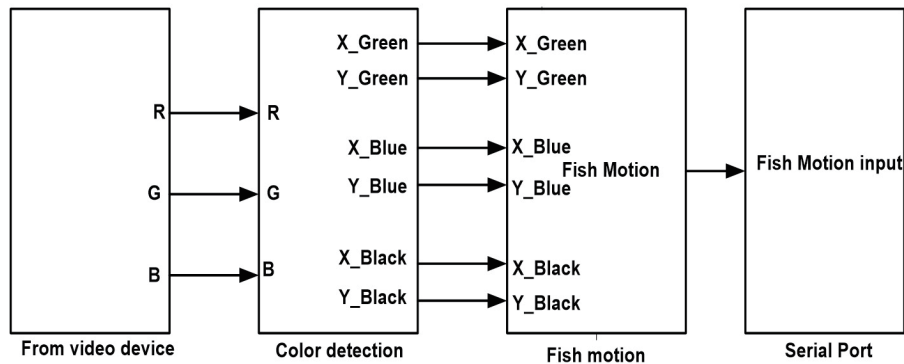 R
G
B
From video device
R
G
B
X_Green
Y_Green
X_Blue
Y_Blue
X_Black
Y_Black
Color detection
X_Green
Y_Green
X_Blue
Fish Motion
Y_Blue
X_Black
Y_Black
Fish motion
Fish Motion input
Serial Port